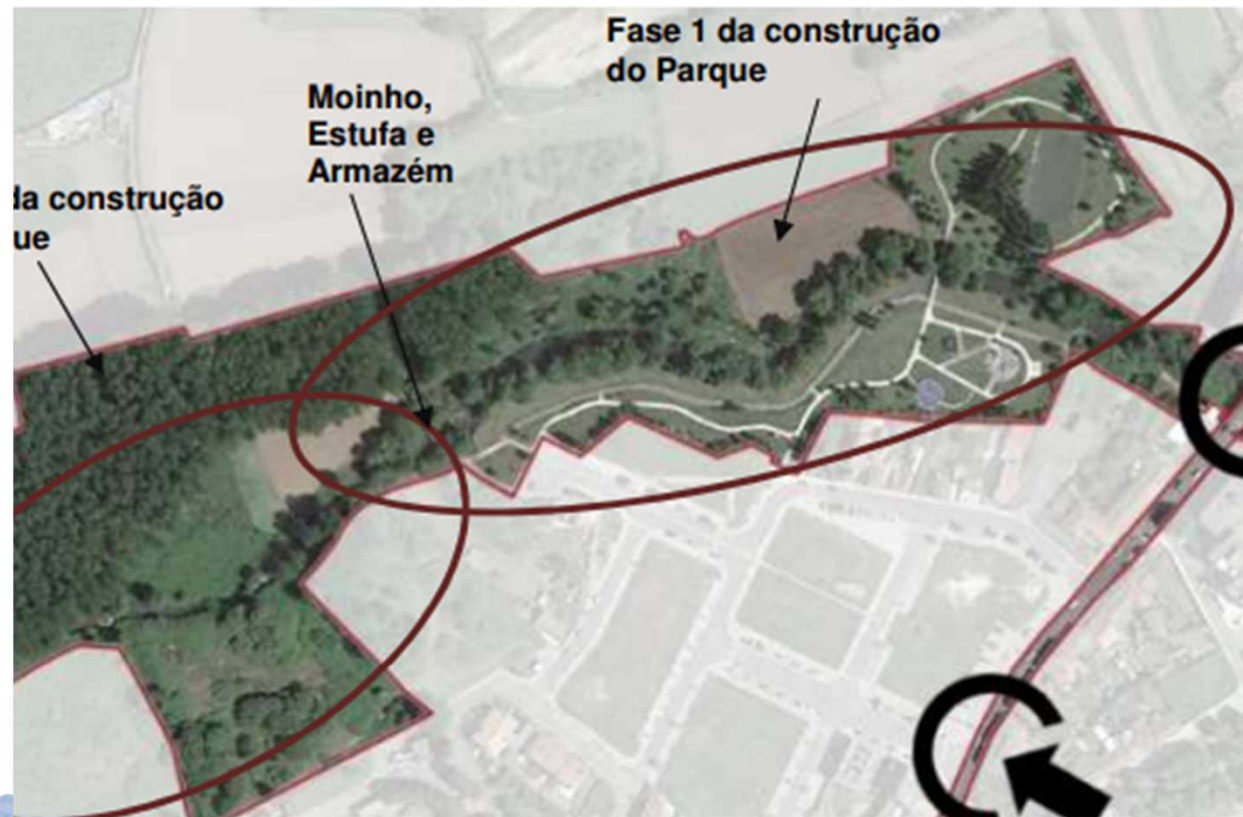 Fase 1 da construção
do Parque
Moinho,
Estufa e
Armazém
da construção
ue